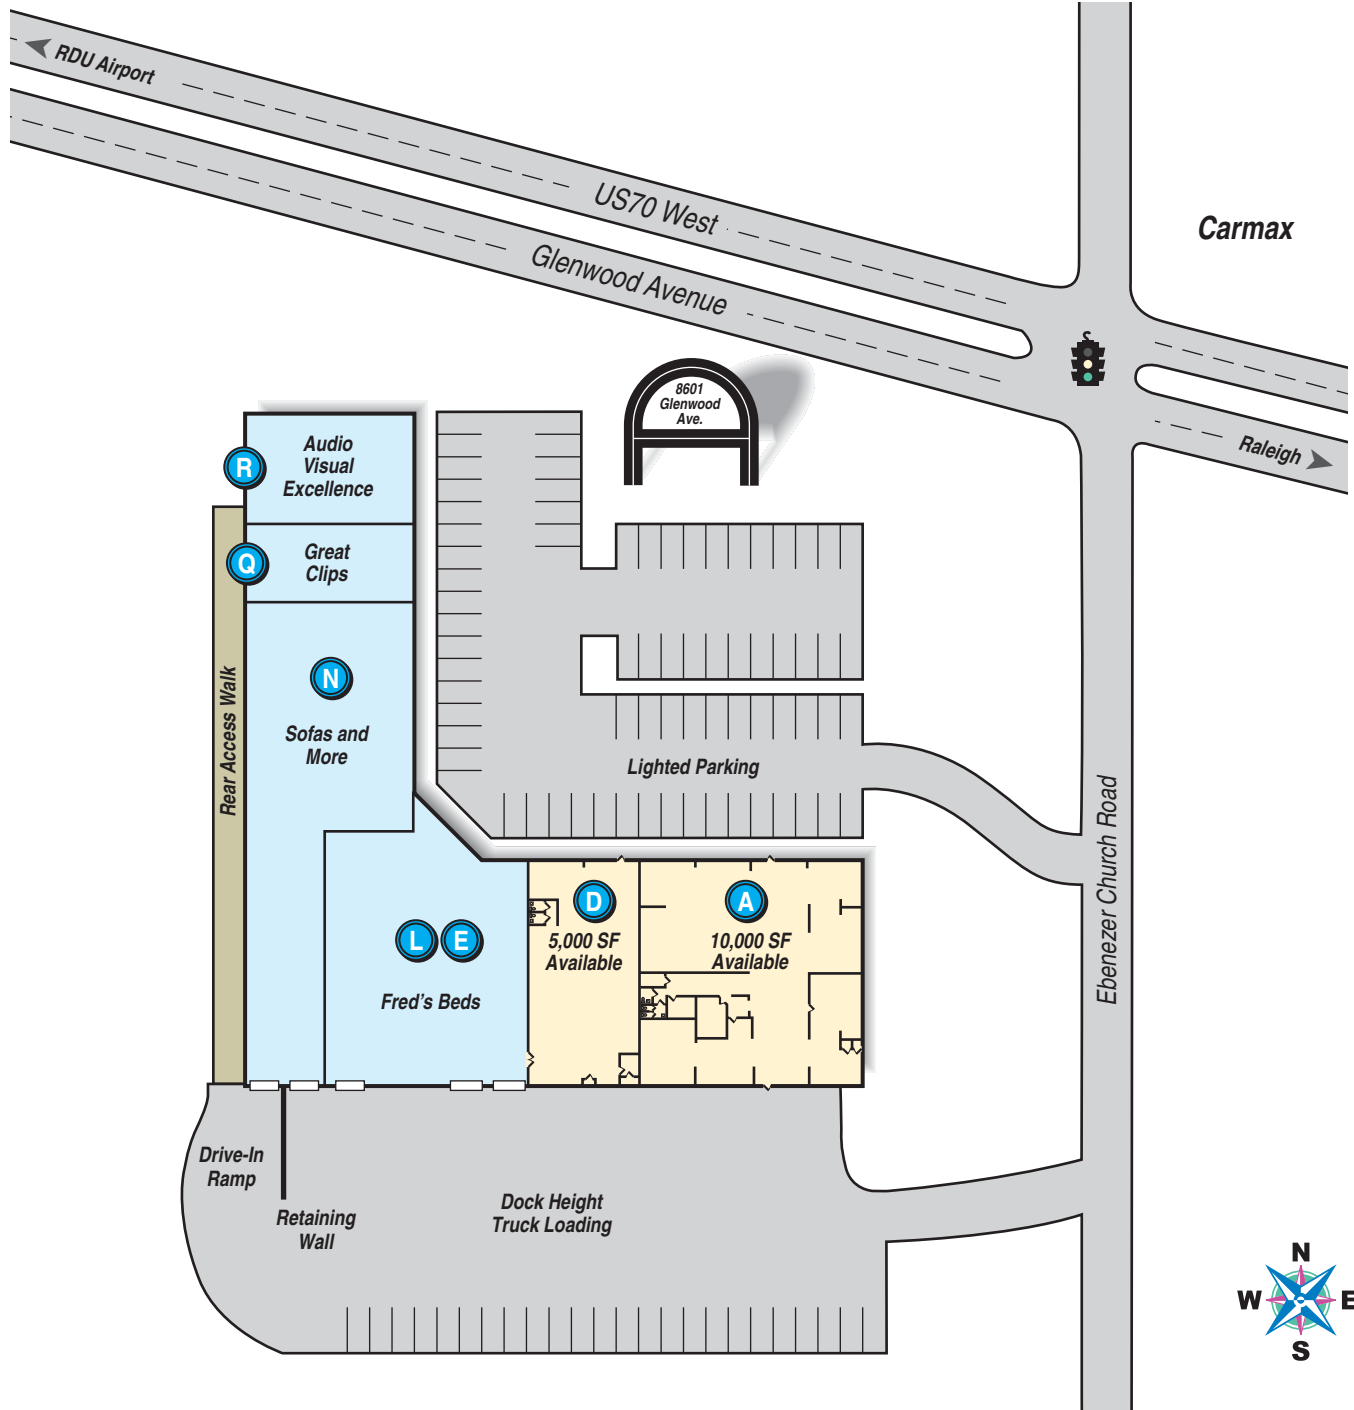 RDU Airport
US70 West
Glenwood Avenue
Carmax
Raleigh
8601
Glenwood
Ave.
R
Audio
Visual
Excellence
Q
Great
Clips
N
Sofas and
More
Rear Access Walk
Lighted Parking
Ebenezer Church Road
L
E
Fred's Beds
D
5,000 SF
Available
A
10,000 SF
Available
Drive-In
Ramp
Retaining
Wall
Dock Height
Truck Loading
N
W
E
S